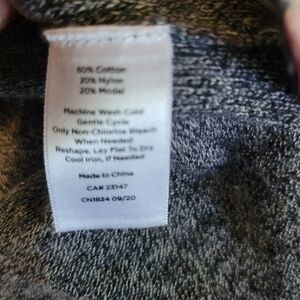 60% Cotton
20% Nylon
20% Modal
Machine Wash Cold
Gentle Cycle
Only Non-Chlorine Bleach
When Needed
Reshape, Lay Flat To Dry
Cool Iron, If Needed
Made in China
CAR 23147
CN1824 09/20